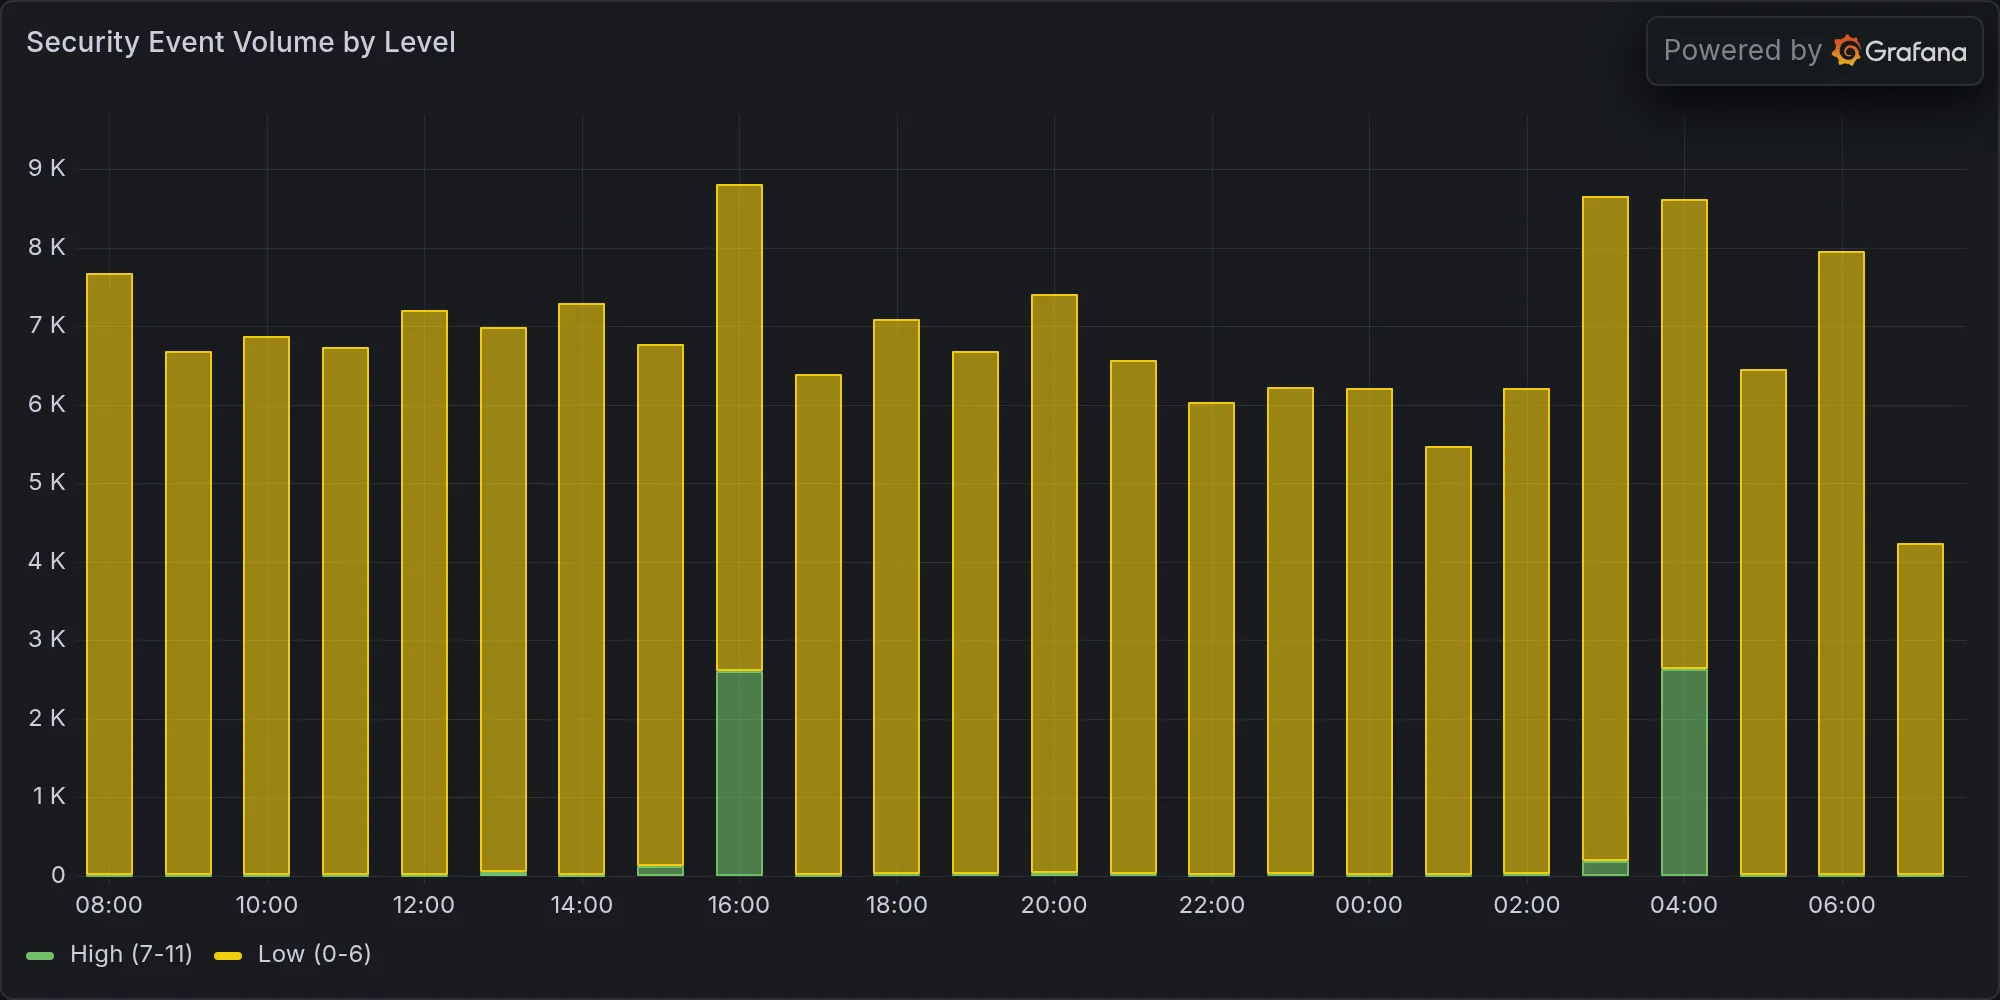 Security Event Volume by Level
Powered by Grafana
9 K
8 K
7 K
6 K
5 K
4 K
3 K
2 K
1 K
0
08:00 10:00 12:00 14:00 16:00 18:00 20:00 22:00 00:00 02:00 04:00 06:00
High (7-11) Low (0-6)